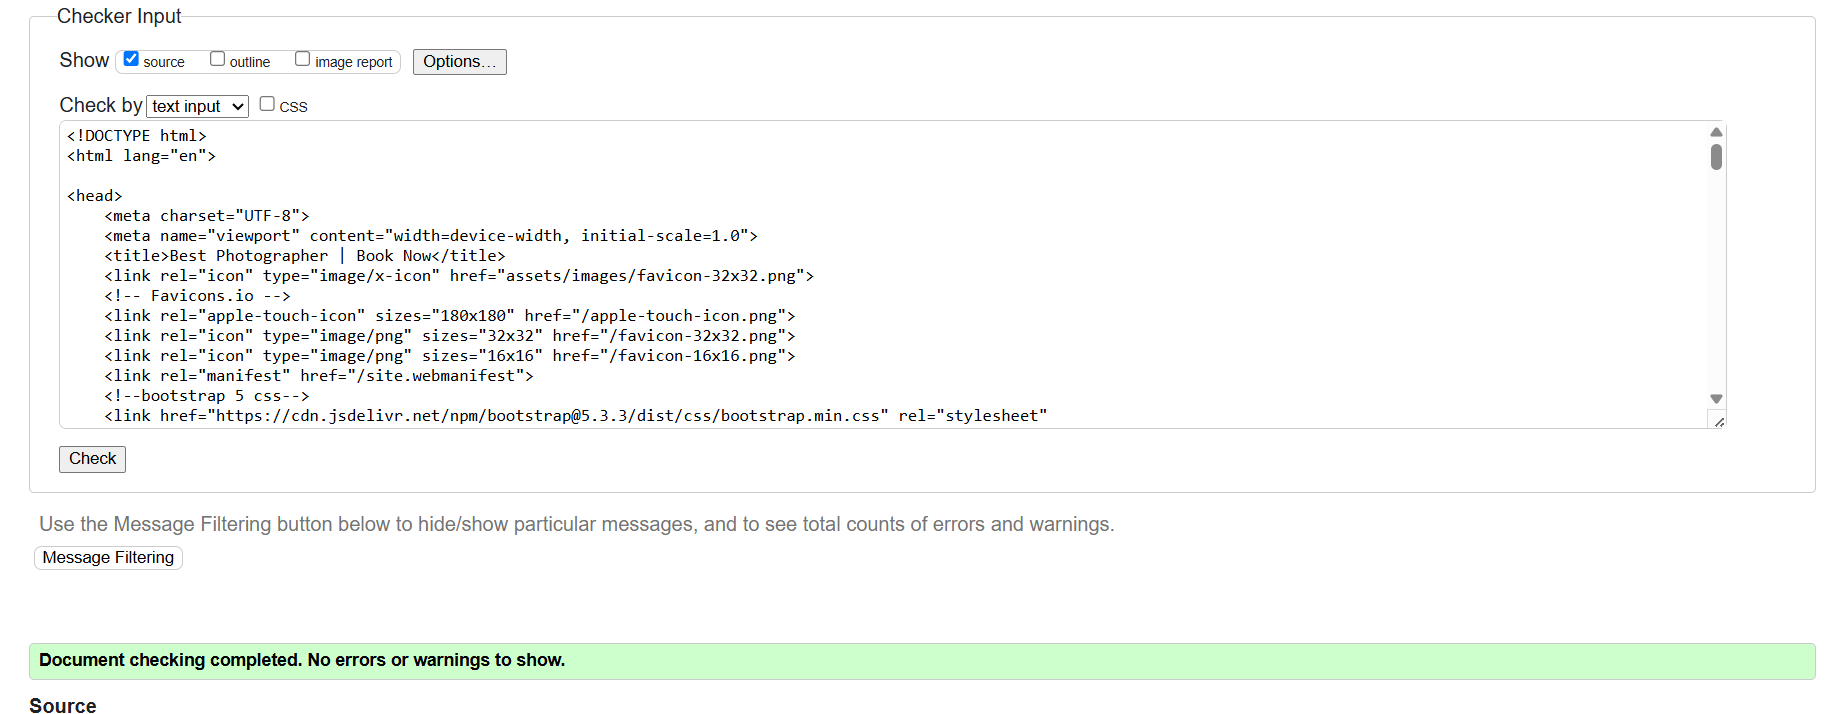 Checker Input
Show source outline image report Options...
Check by text input CSS
<!DOCTYPE html>
<html lang="en">
<head>
<meta charset="UTF-8">
<meta name="viewport" content="width=device-width, initial-scale=1.0">
<title>Best Photographer | Book Now</title>
<link rel="icon" type="image/x-icon" href="assets/images/favicon-32x32.png">
<!-- Favicons.io -->
<link rel="apple-touch-icon" sizes="180x180" href="/apple-touch-icon.png">
<link rel="icon" type="image/png" sizes="32x32" href="/favicon-32x32.png">
<link rel="icon" type="image/png" sizes="16x16" href="/favicon-16x16.png">
<link rel="manifest" href="/site.webmanifest">
<!--bootstrap 5 css-->
<link href="https://cdn.jsdelivr.net/npm/bootstrap@5.3.3/dist/css/bootstrap.min.css" rel="stylesheet"
Check
Use the Message Filtering button below to hide/show particular messages, and to see total counts of errors and warnings.
Message Filtering
Document checking completed. No errors or warnings to show.
Source